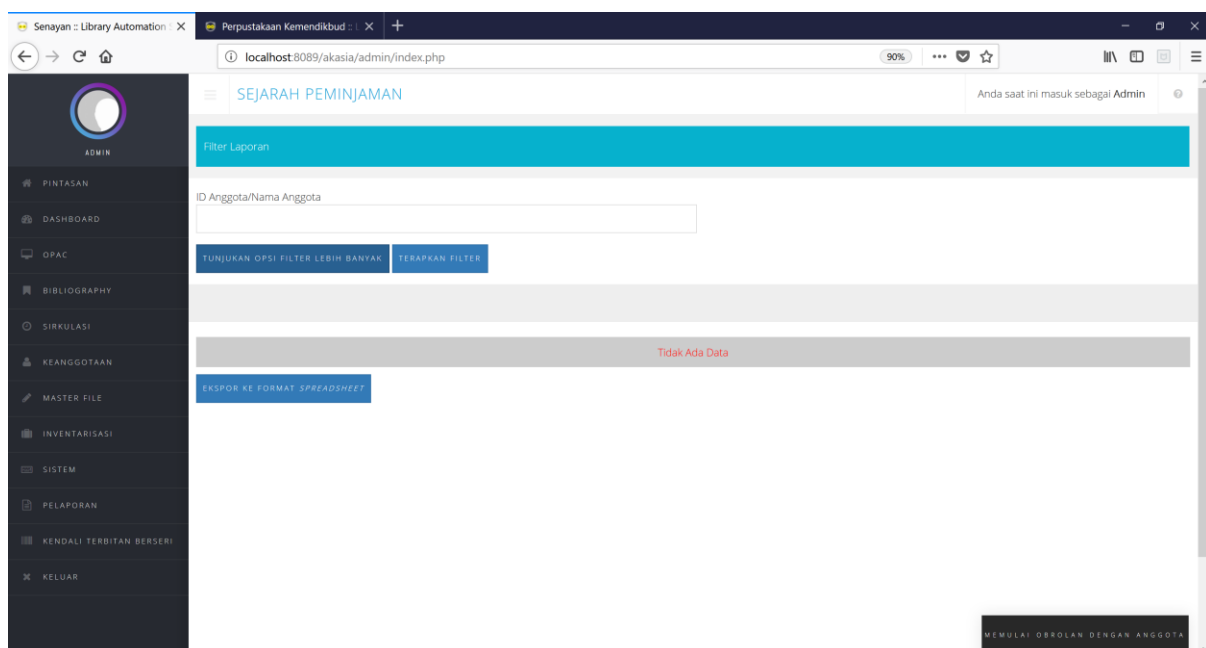 Senayan :: Library Automation
Perpustakaan Kemendikbud ::
localhost:8089/akasia/admin/index.php
90%
SEJARAH PEMINJAMAN
Anda saat ini masuk sebagai Admin
ADMIN
Filter Laporan
PINTASAN
DASHBOARD
OPAC
BIBLIOGRAPHY
SIRKULASI
KEANGGOTAAN
MASTER FILE
INVENTARISASI
SISTEM
PELAPORAN
KENDALI TERBITAN BERSERI
KELUAR
ID Anggota/Nama Anggota
TUNJUKAN OPSI FILTER LEBIH BANYAK
TERAPKAN FILTER
Tidak Ada Data
EKSPOR KE FORMAT SPREADSHEET
MEMULAI OBROLAN DENGAN ANGGOTA